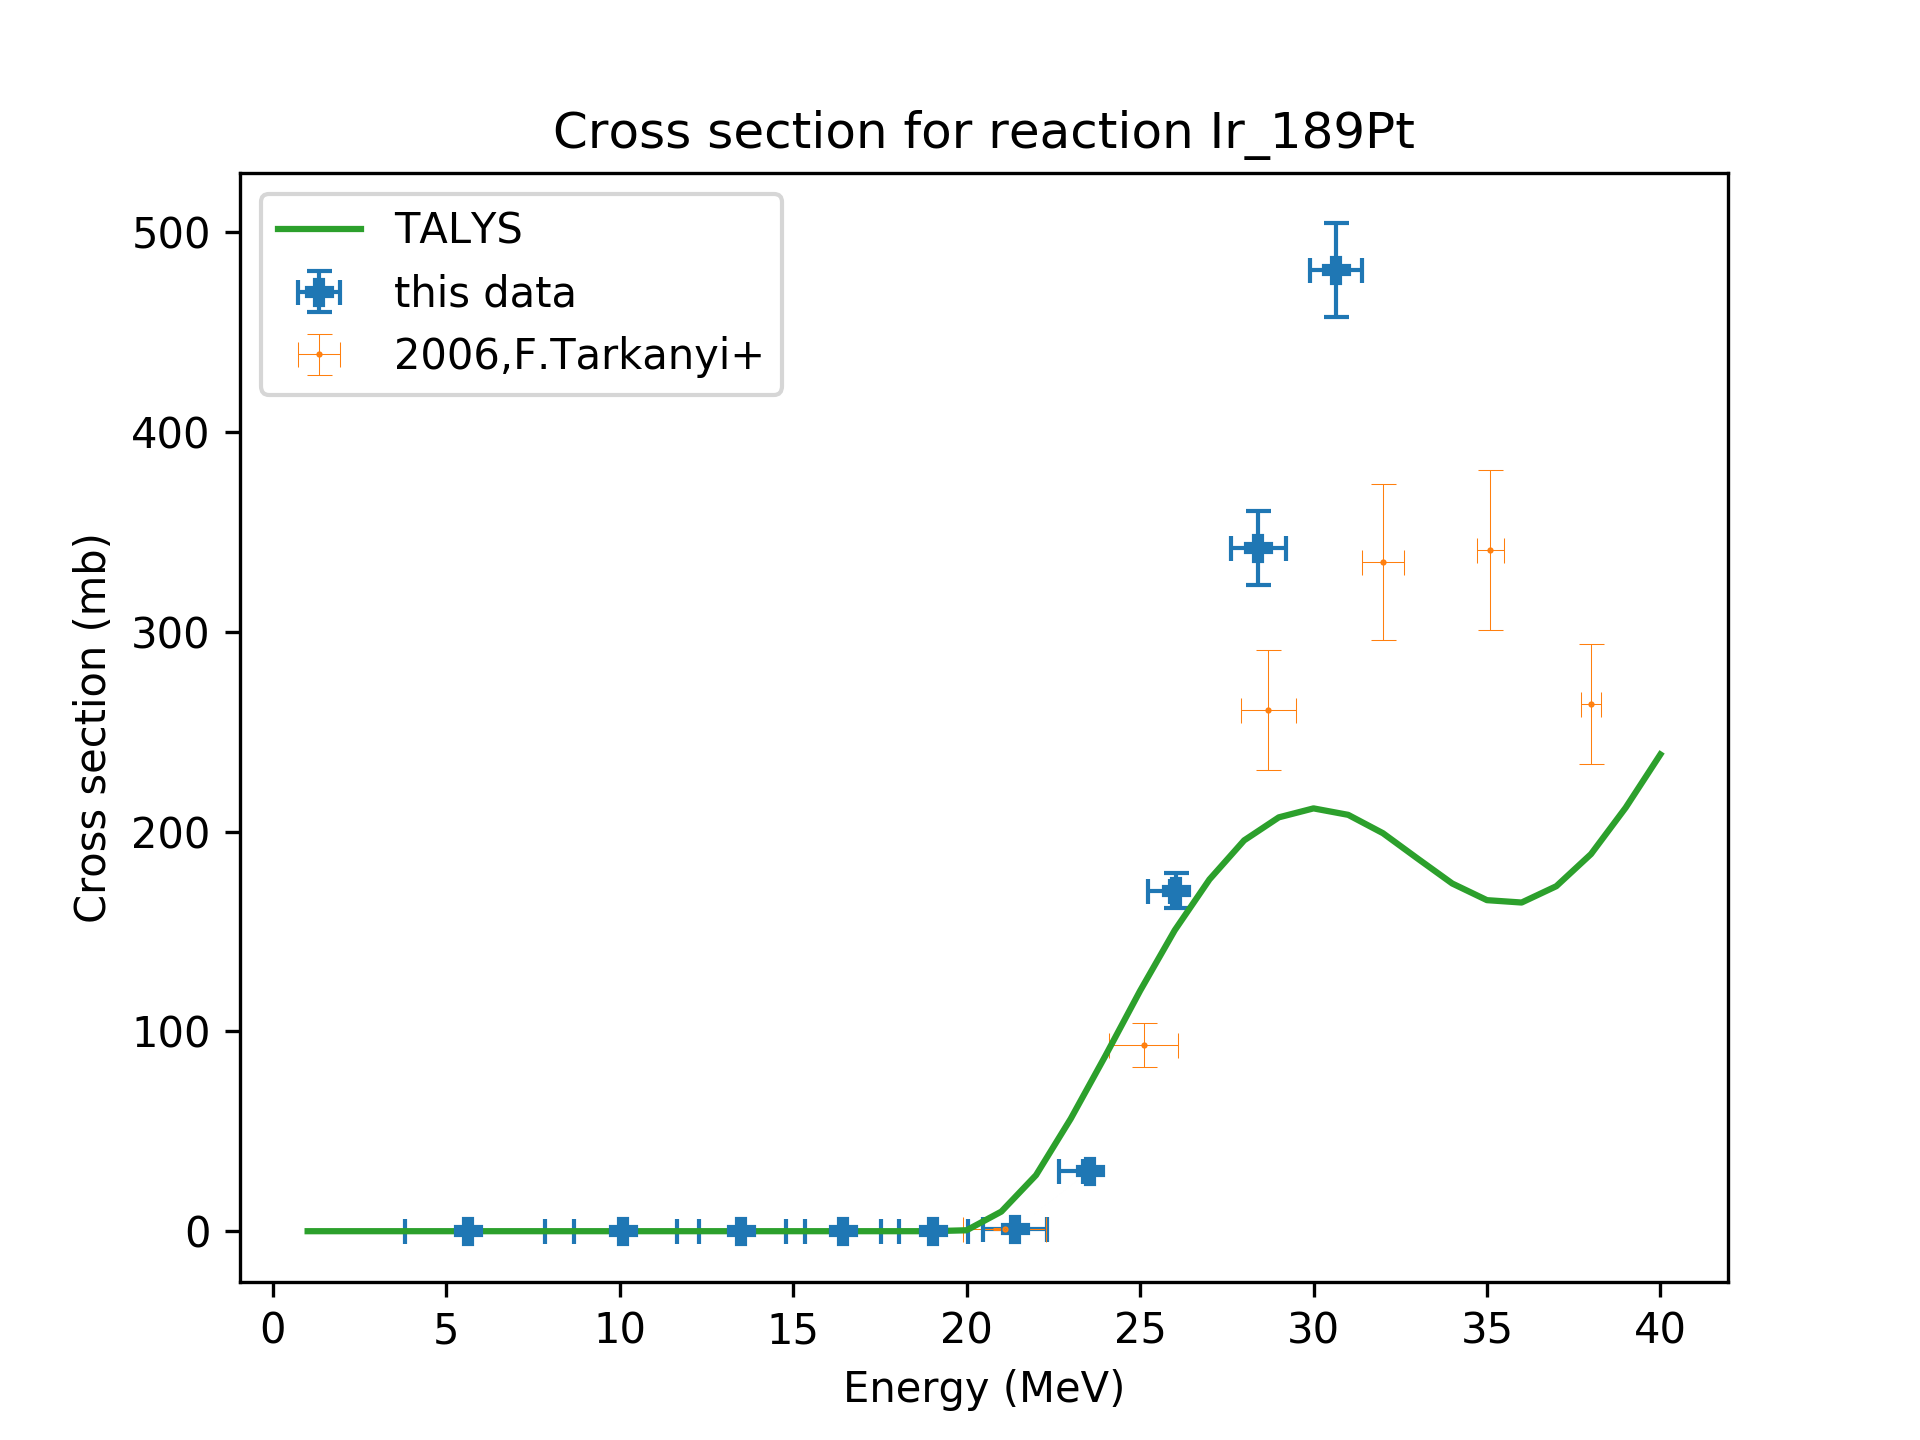 Cross section for reaction Ir_189Pt
TALYS
this data
2006,F.Tarkanyi+
Cross section (mb)
500
400
300
200
100
0
0 5 10 15 20 25 30 35 40
Energy (MeV)